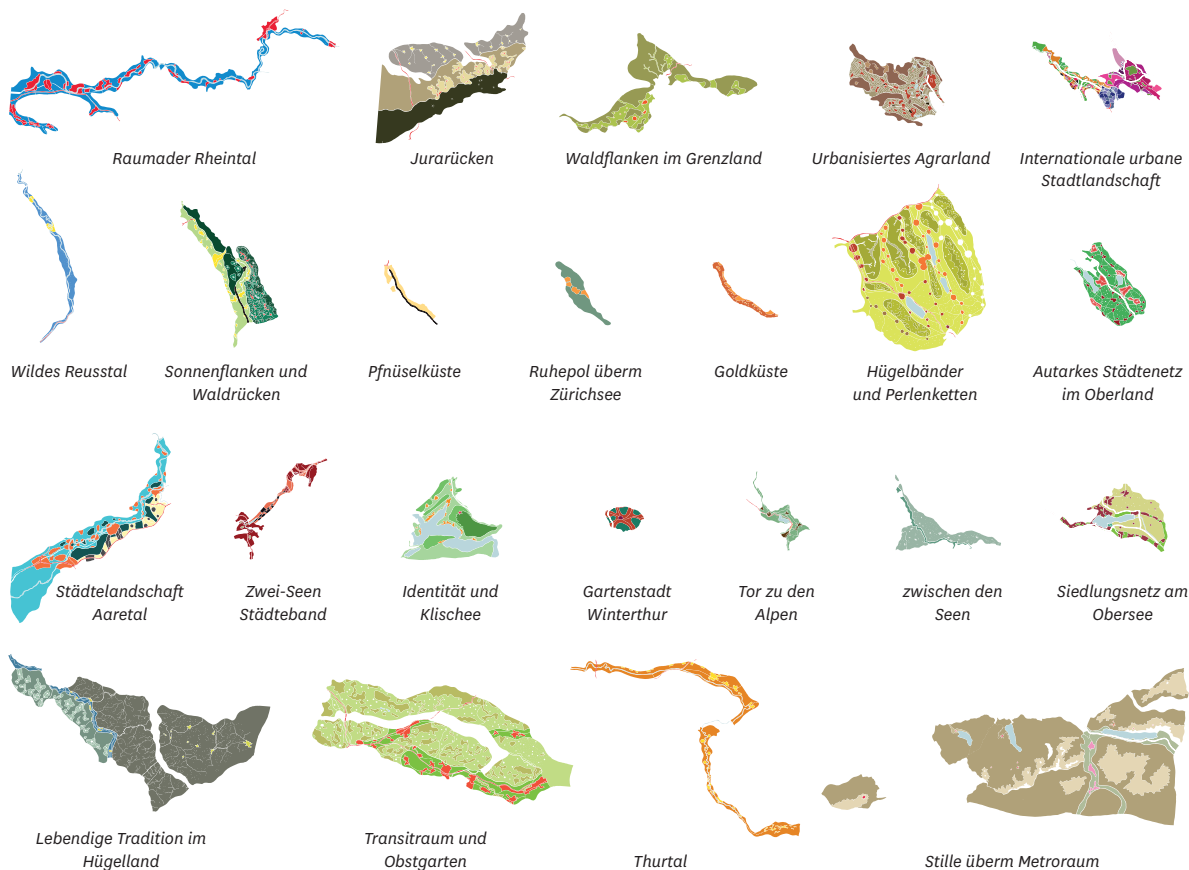 Raumader Rheintal
Jurarücken
Waldflanken im Grenzland
Urbanisiertes Agrarland
Internationale urbane
Stadtlandschaft
Wildes Reusstal
Sonnenflanken und
Waldrücken
Pfnüselküste
Ruhepol überm
Zürichsee
Goldküste
Hügelbänder
und Perlenketten
Autarkes Städtenetz
im Oberland
Städtelandschaft
Aaretal
Zwei-Seen
Städteband
Identität und
Klischee
Gartenstadt
Winterthur
Tor zu den
Alpen
zwischen den
Seen
Siedlungsnetz am
Obersee
Lebendige Tradition im
Hügelland
Transitraum und
Obstgarten
Thurtal
Stille überm Metroraum